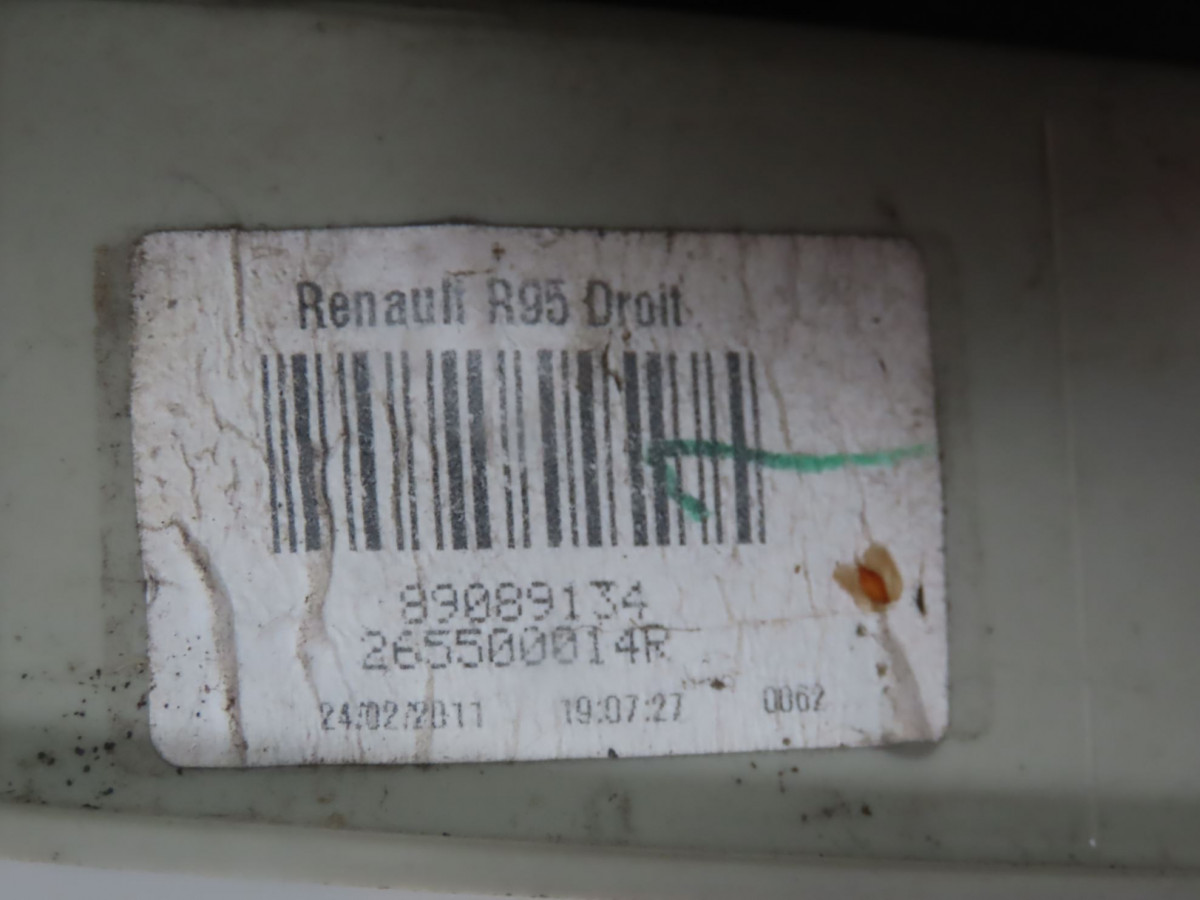 Renault R95 Droit
89089134
265500014R
24/02/2011 19:07:27 0062